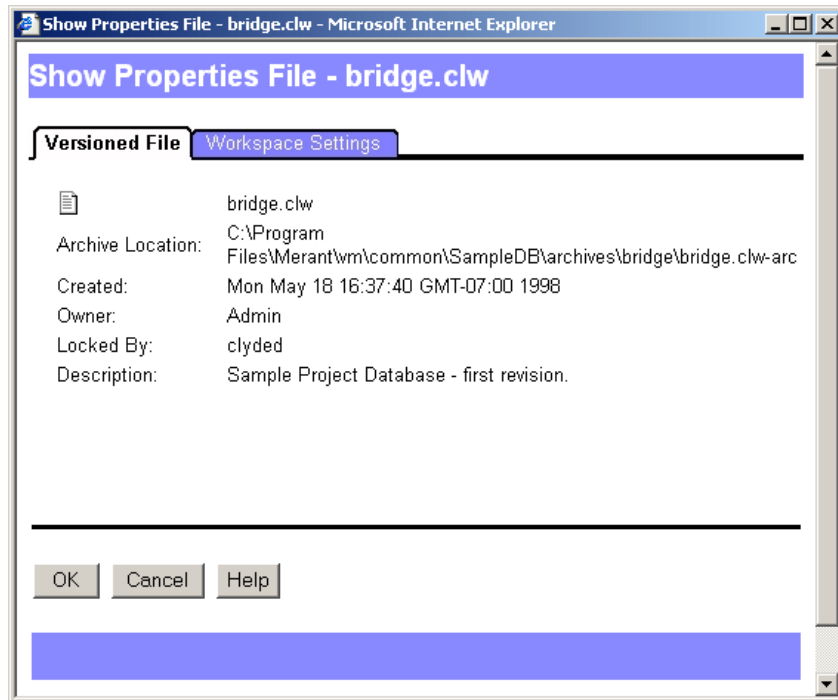 Show Properties File - bridge.clw - Microsoft Internet Explorer
Show Properties File - bridge.clw
Versioned File
Workspace Settings
bridge.clw
Archive Location: C:\Program
Files\Merant\vm\common\SampleDB\archives\bridge\bridge.clw-arc
Created: Mon May 18 16:37:40 GMT-07:00 1998
Owner: Admin
Locked By: clyded
Description: Sample Project Database - first revision.
OK Cancel Help